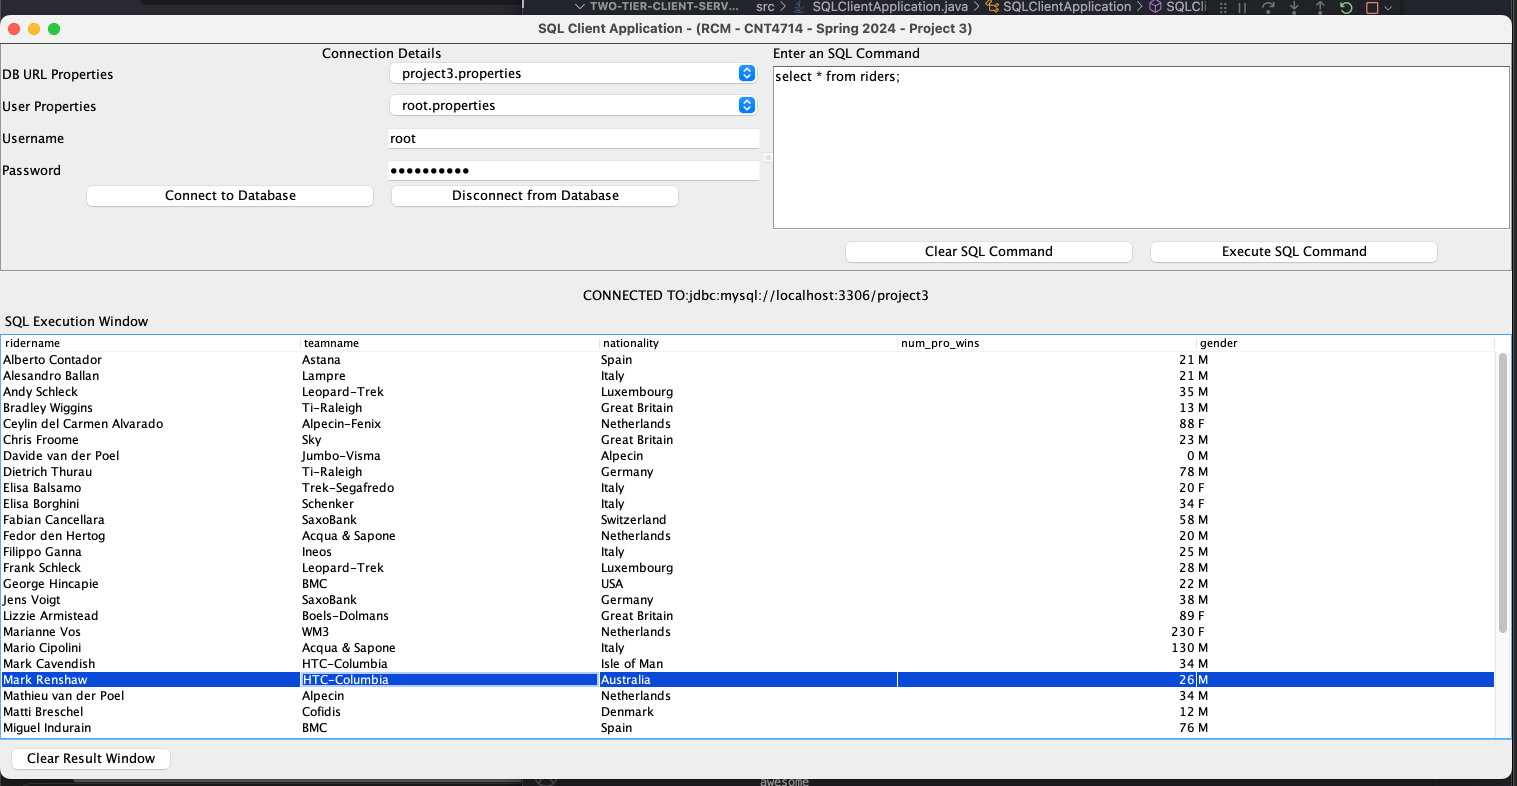 TWO-TIER-CLIENT-SERV... src > SQLClientApplication.java > SQLClientApplication > SQLCli
SQL Client Application - (RCM - CNT4714 - Spring 2024 - Project 3)
Connection Details
DB URL Properties project3.properties
User Properties root.properties
Username root
Password ••••••••••
Connect to Database Disconnect from Database
Enter an SQL Command
select * from riders;
Clear SQL Command Execute SQL Command
CONNECTED TO:jdbc:mysql://localhost:3306/project3
SQL Execution Window
ridername teamname nationality num_pro_wins gender
Alberto Contador Astana Spain 21 M
Alesandro Ballan Lampre Italy 21 M
Andy Schleck Leopard-Trek Luxembourg 35 M
Bradley Wiggins Ti-Raleigh Great Britain 13 M
Ceylin del Carmen Alvarado Alpecin-Fenix Netherlands 88 F
Chris Froome Sky Great Britain 23 M
Davide van der Poel Jumbo-Visma Alpecin 0 M
Dietrich Thurau Ti-Raleigh Germany 78 M
Elisa Balsamo Trek-Segafredo Italy 20 F
Elisa Borghini Schenker Italy 34 F
Fabian Cancellara SaxoBank Switzerland 58 M
Fedor den Hertog Acqua & Sapone Netherlands 20 M
Filippo Ganna Ineos Italy 25 M
Frank Schleck Leopard-Trek Luxembourg 28 M
George Hincapie BMC USA 22 M
Jens Voigt SaxoBank Germany 38 M
Lizzie Armistead Boels-Dolmans Great Britain 89 F
Marianne Vos WM3 Netherlands 230 F
Mario Cipolini Acqua & Sapone Italy 130 M
Mark Cavendish HTC-Columbia Isle of Man 34 M
Mark Renshaw HTC-Columbia Australia 26 M
Mathieu van der Poel Alpecin Netherlands 34 M
Matti Breschel Cofidis Denmark 12 M
Miguel Indurain BMC Spain 76 M
Clear Result Window
awesome